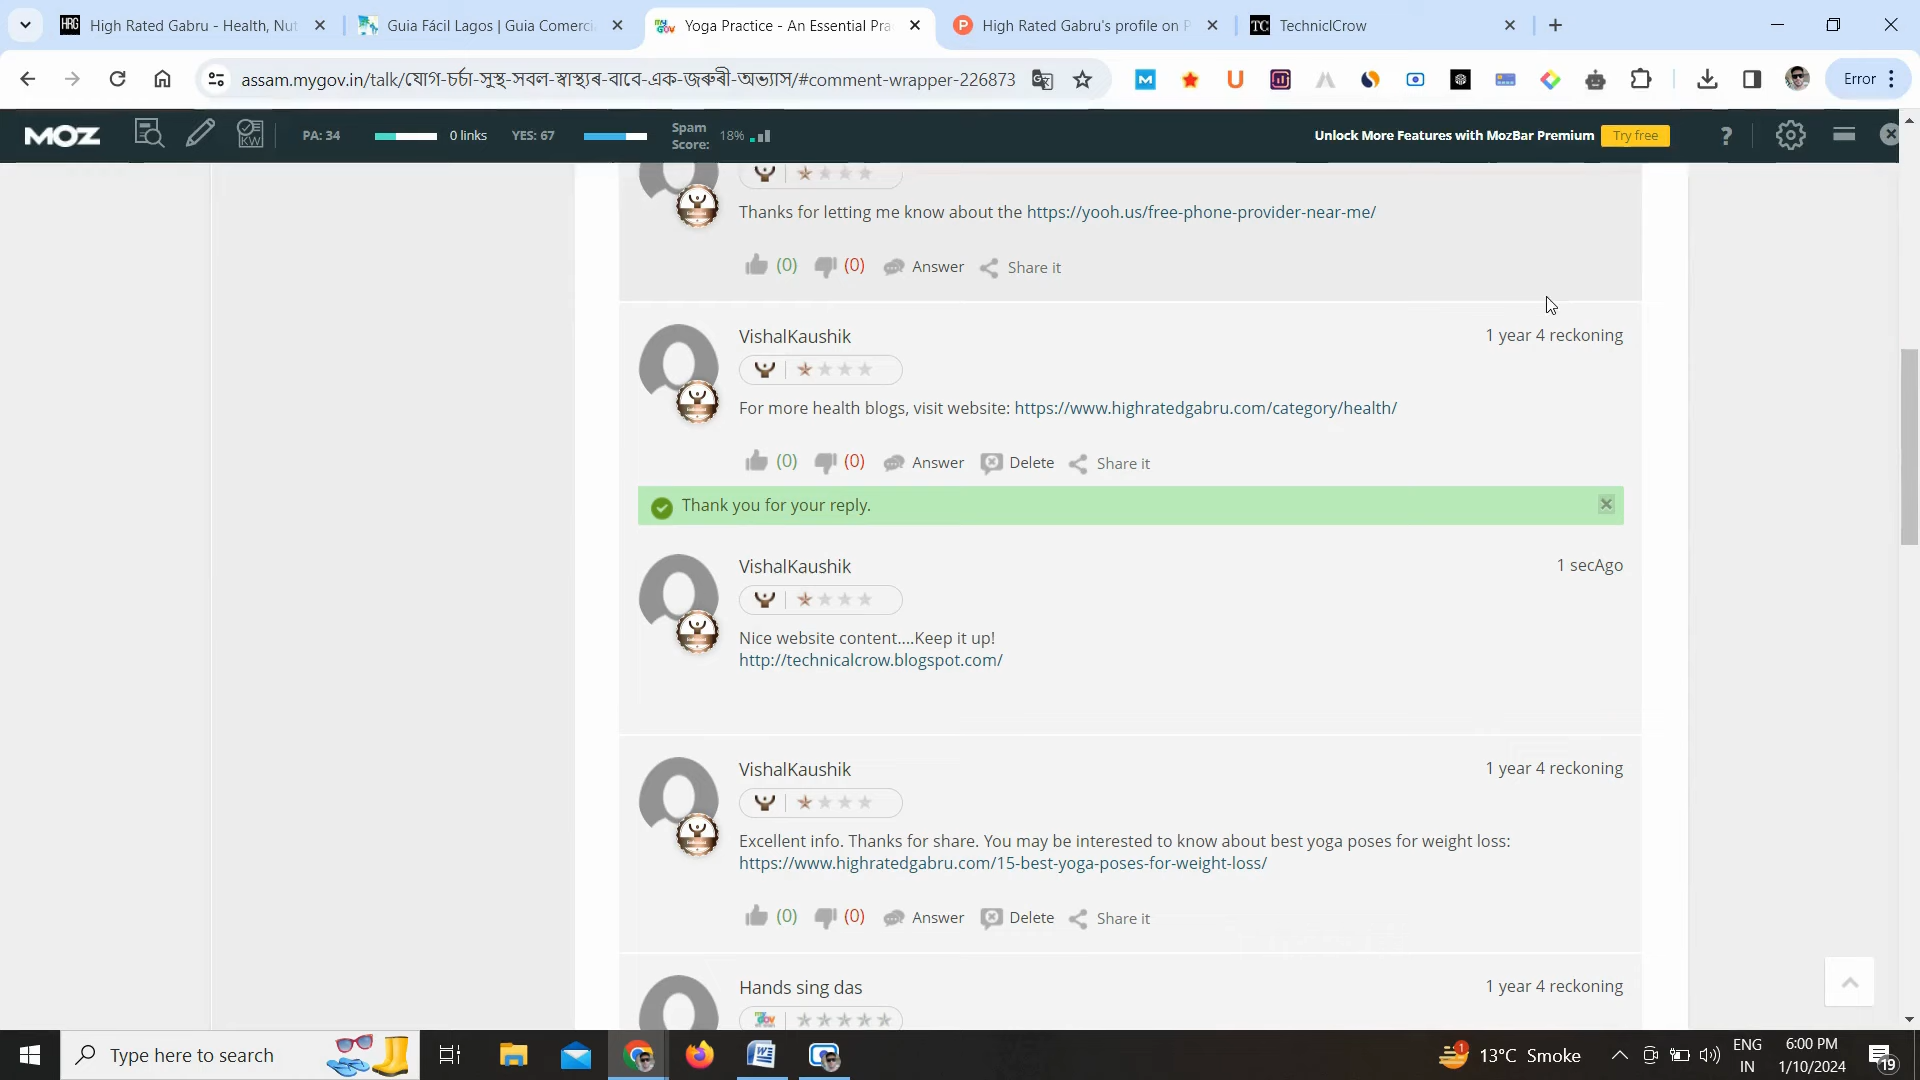 High Rated Gabru - Health, Nut
Guia Fácil Lagos | Guia Comerci
Yoga Practice - An Essential Pra
High Rated Gabru's profile on P
TechniclCrow
assam.mygov.in/talk/যোগ-চৰ্চা-সুস্থ-সবল-স্বাস্থ্যৰ-বাবে-এক-জৰুৰী-অভ্যাস/#comment-wrapper-226873
Error
MOZ
PA: 34
0 links
YES: 67
Spam Score: 18%
Unlock More Features with MozBar Premium
Try free
Thanks for letting me know about the https://yooh.us/free-phone-provider-near-me/
(0) (0) Answer Share it
VishalKaushik
1 year 4 reckoning
For more health blogs, visit website: https://www.highratedgabru.com/category/health/
(0) (0) Answer Delete Share it
Thank you for your reply.
VishalKaushik
1 secAgo
Nice website content....Keep it up!
http://technicalcrow.blogspot.com/
VishalKaushik
1 year 4 reckoning
Excellent info. Thanks for share. You may be interested to know about best yoga poses for weight loss:
https://www.highratedgabru.com/15-best-yoga-poses-for-weight-loss/
(0) (0) Answer Delete Share it
Hands sing das
1 year 4 reckoning
Type here to search
13°C Smoke
ENG
IN
6:00 PM
1/10/2024
19